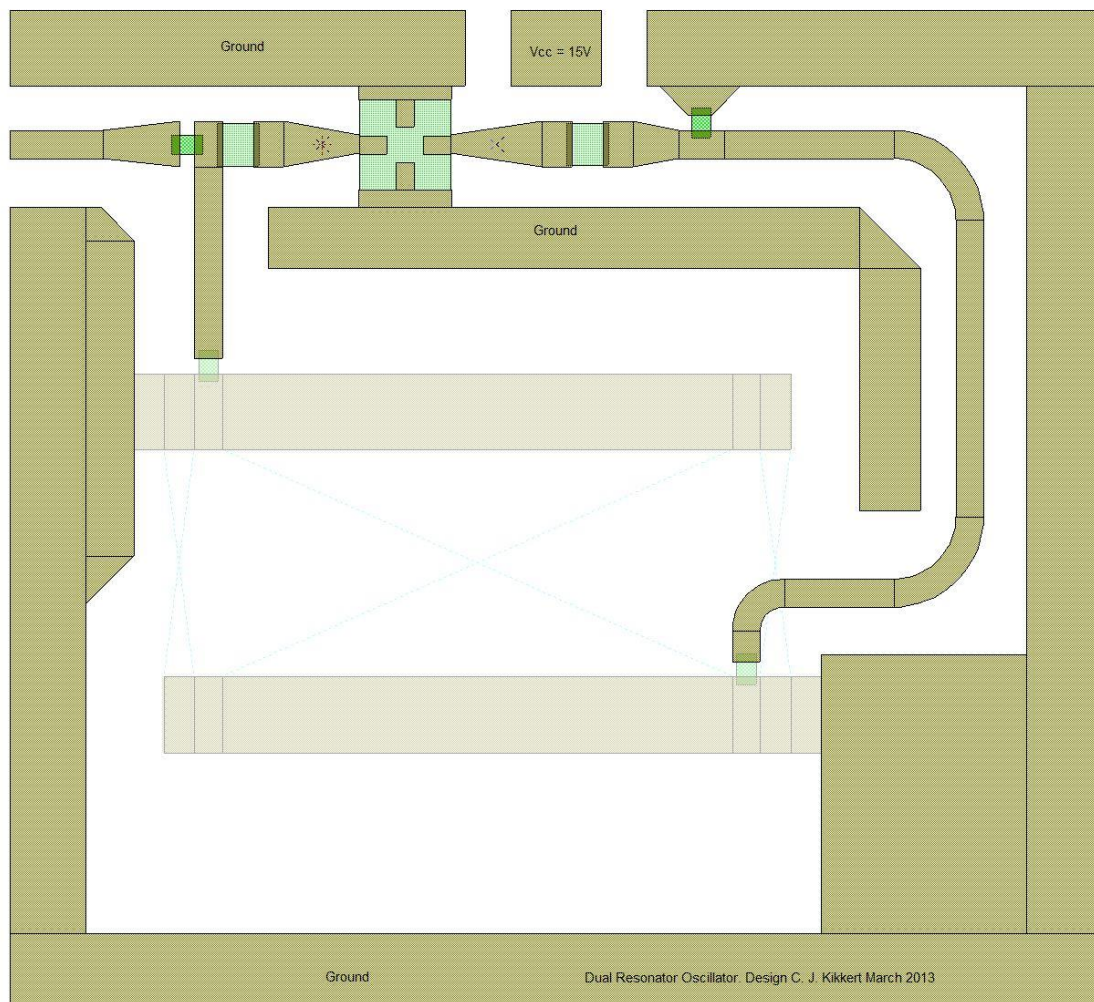 Ground
Vcc = 15V
Ground
Ground
Dual Resonator Oscillator. Design C. J. Kikkert March 2013